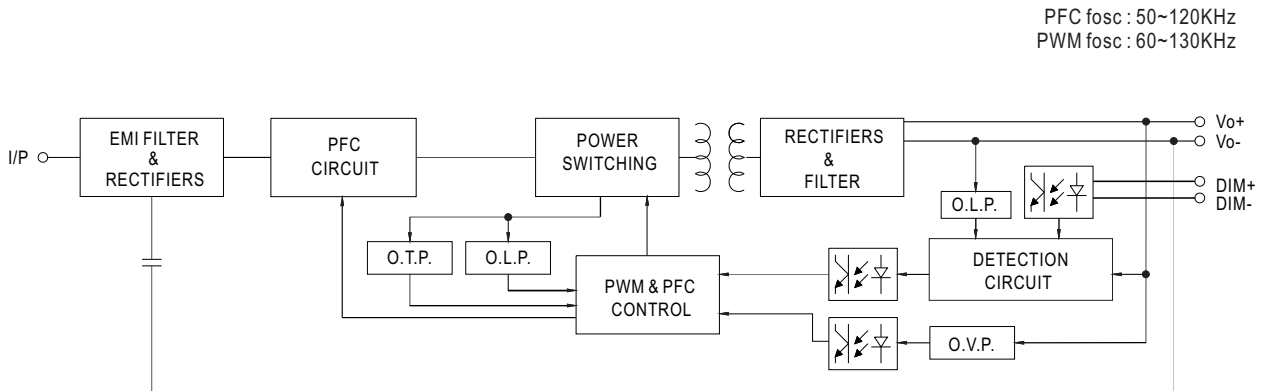 PFC fosc : 50~120KHz
PWM fosc : 60~130KHz
I/P
EMI FILTER
&
RECTIFIERS
PFC
CIRCUIT
POWER
SWITCHING
RECTIFIERS
&
FILTER
Vo+
Vo-
DIM+
DIM-
O.L.P.
O.T.P.
O.L.P.
PWM & PFC
CONTROL
DETECTION
CIRCUIT
O.V.P.